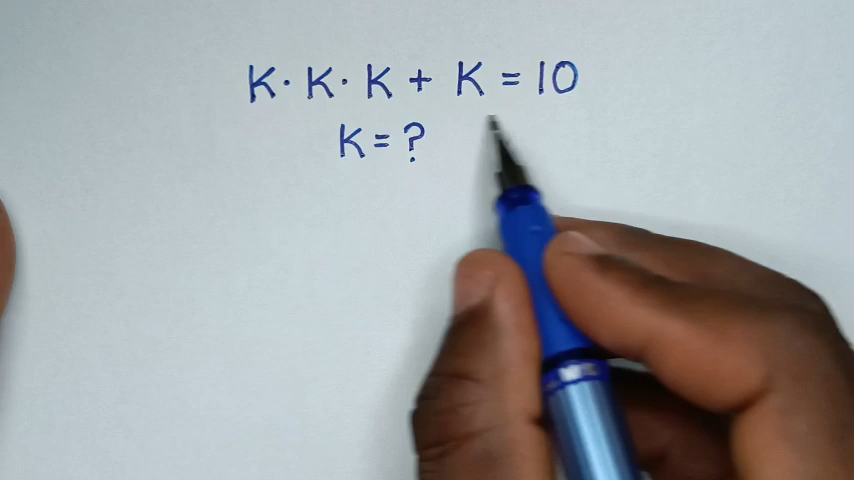 K · K · K + K = 10
K = ?